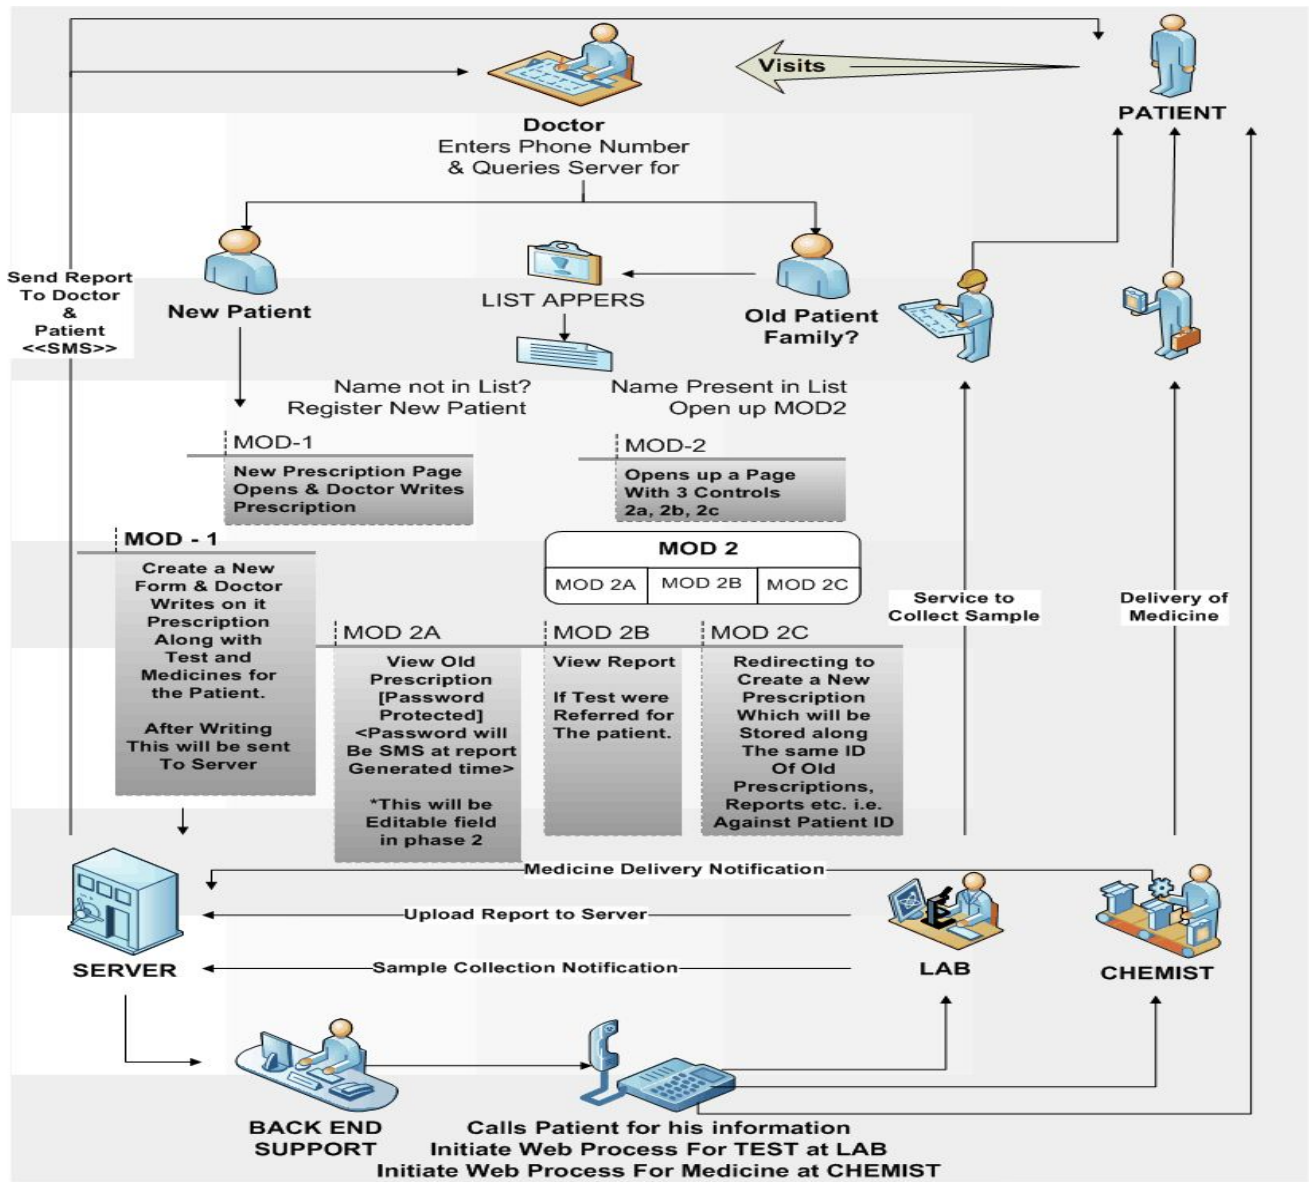 Visits
PATIENT
Doctor
Enters Phone Number
& Queries Server for
Send Report
To Doctor
&
Patient
<<SMS>>
New Patient
LIST APPERS
Old Patient
Family?
Name not in List?
Register New Patient
Name Present in List
Open up MOD2
MOD-1
New Prescription Page
Opens & Doctor Writes
Prescription
MOD-2
Opens up a Page
With 3 Controls
2a, 2b, 2c
MOD - 1
Create a New
Form & Doctor
Writes on it
Prescription
Along with
Test and
Medicines for
the Patient.
After Writing
This will be sent
To Server
MOD 2
MOD 2A
MOD 2B
MOD 2C
Service to
Collect Sample
Delivery of
Medicine
MOD 2A
View Old
Prescription
[Password
Protected]
<Password will
Be SMS at report
Generated time>
*This will be
Editable field
in phase 2
MOD 2B
View Report
If Test were
Referred for
The patient.
MOD 2C
Redirecting to
Create a New
Prescription
Which will be
Stored along
The same ID
Of Old
Prescriptions,
Reports etc. i.e.
Against Patient ID
Medicine Delivery Notification
Upload Report to Server
Sample Collection Notification
SERVER
LAB
CHEMIST
BACK END
SUPPORT
Calls Patient for his information
Initiate Web Process For TEST at LAB
Initiate Web Process For Medicine at CHEMIST